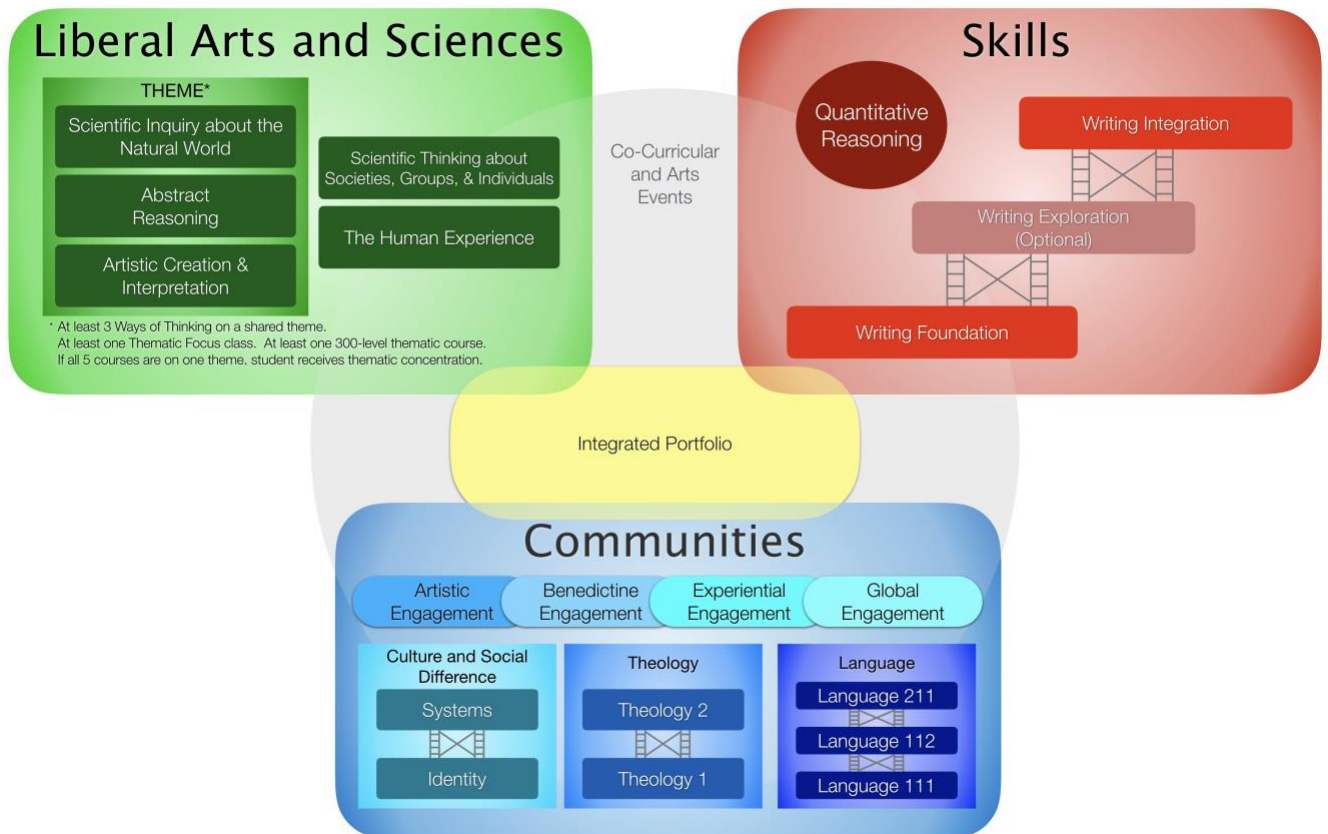 Liberal Arts and Sciences
THEME*
Scientific Inquiry about the
Natural World
Abstract
Reasoning
Artistic Creation &
Interpretation
Scientific Thinking about
Societies, Groups, & Individuals
The Human Experience
* At least 3 Ways of Thinking on a shared theme.
At least one Thematic Focus class. At least one 300-level thematic course.
If all 5 courses are on one theme, student receives thematic concentration.
Co-Curricular
and Arts
Events
Skills
Quantitative
Reasoning
Writing Integration
Writing Exploration
(Optional)
Writing Foundation
Integrated Portfolio
Communities
Artistic
Engagement
Benedictine
Engagement
Experiential
Engagement
Global
Engagement
Culture and Social
Difference
Systems
Identity
Theology
Theology 2
Theology 1
Language
Language 211
Language 112
Language 111